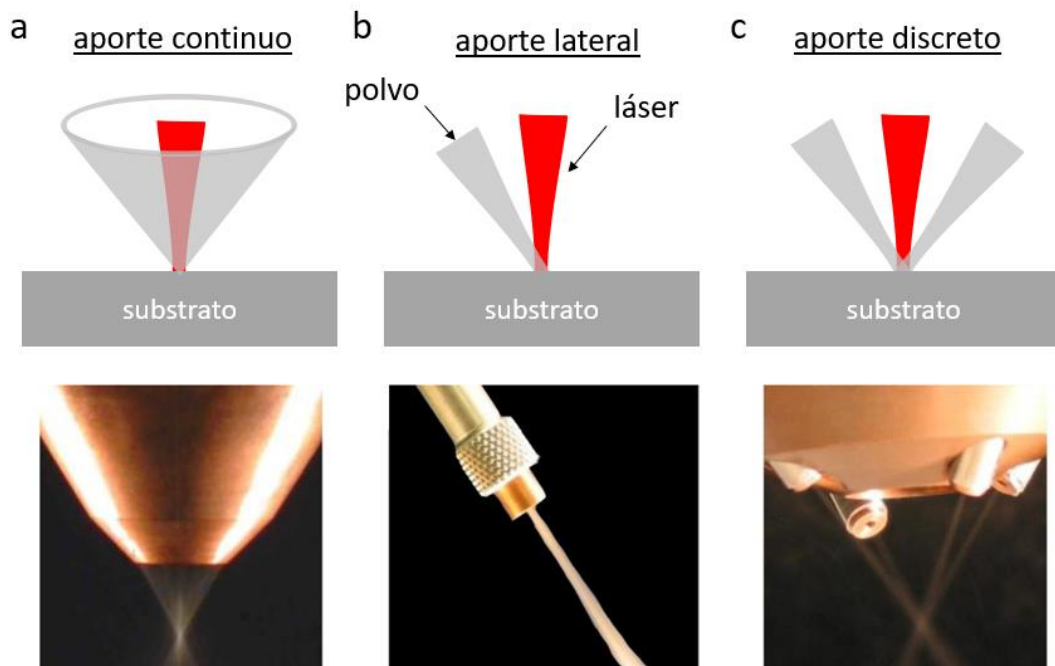 a
aporte continuo
b
aporte lateral
c
aporte discreto
polvo
láser
substrato
substrato
substrato